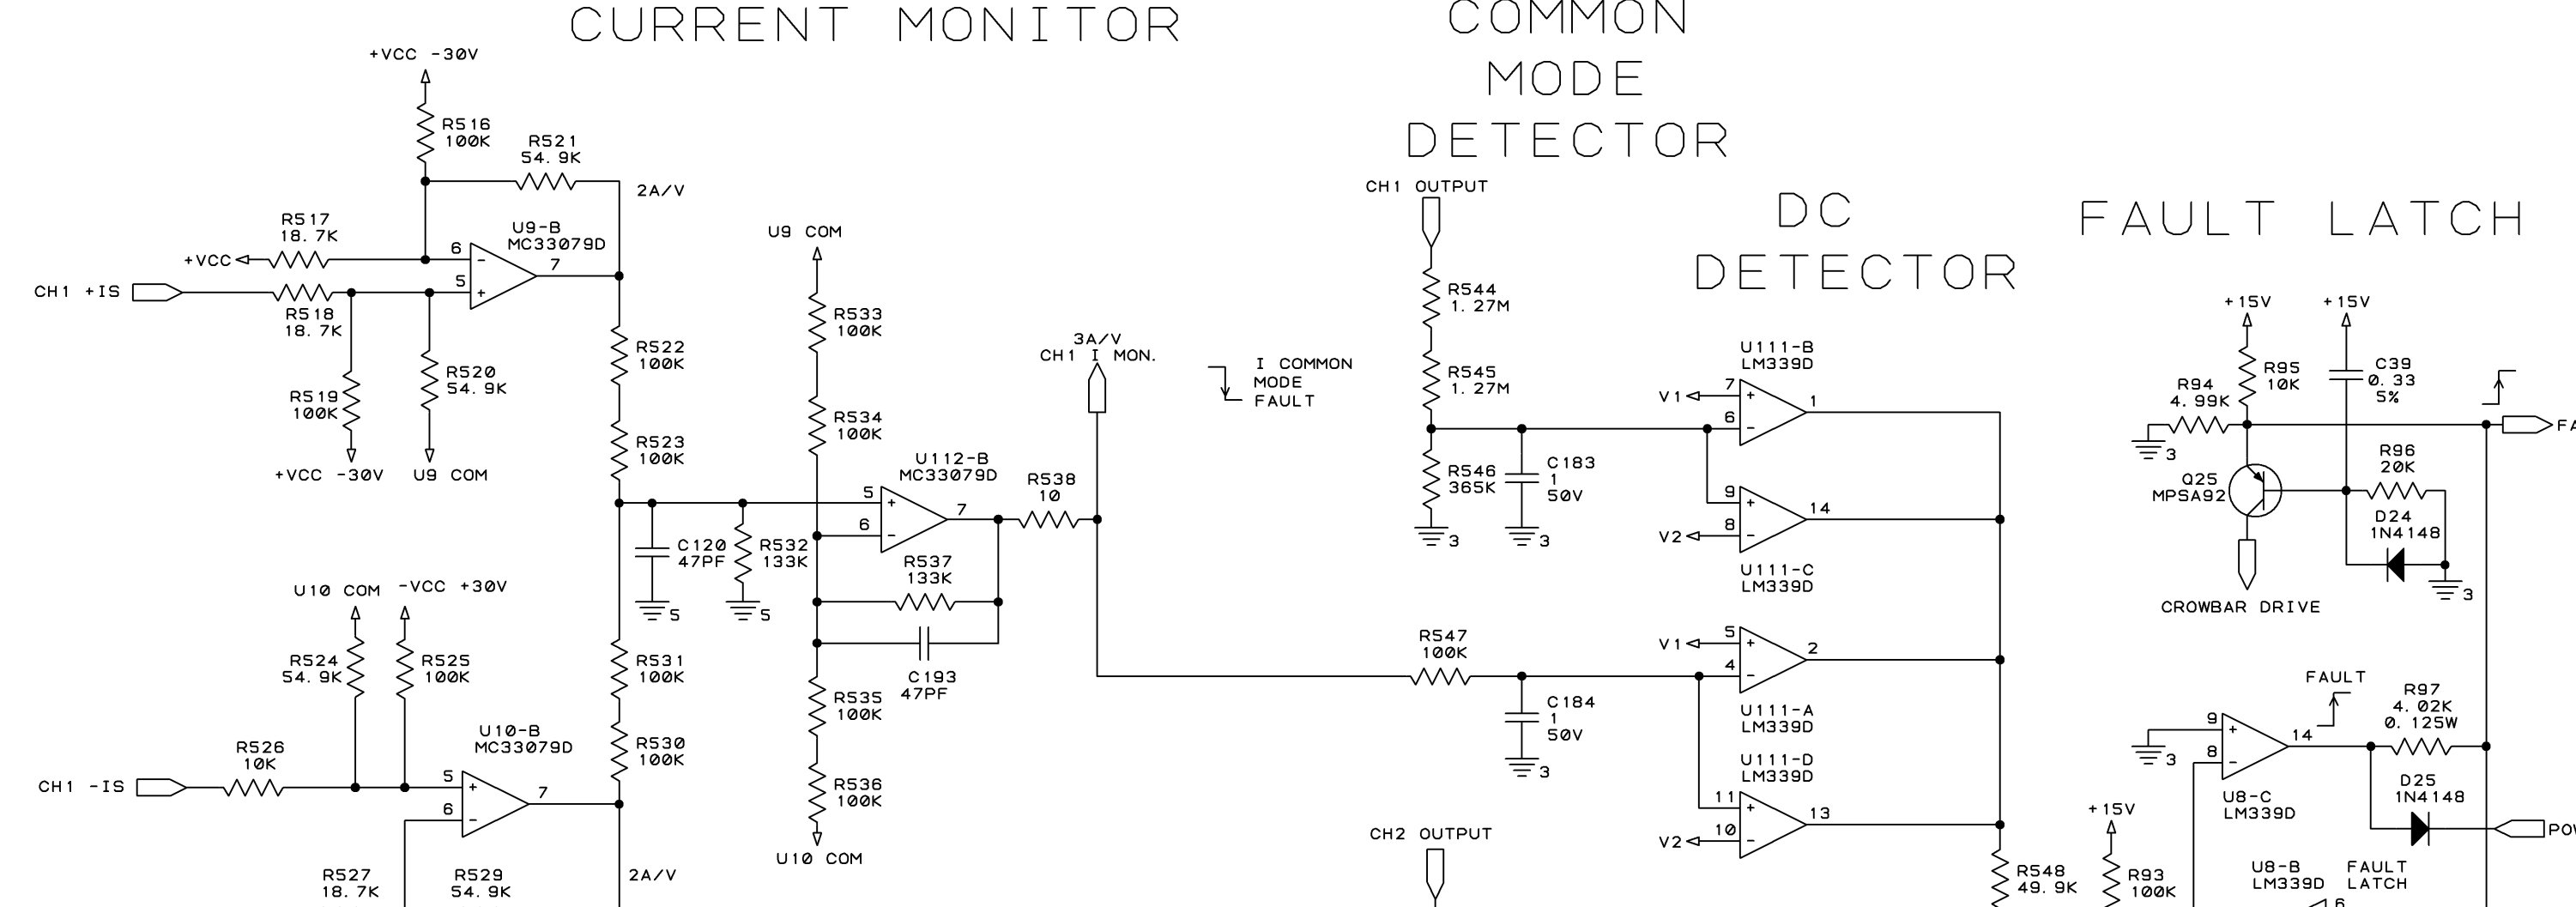 CURRENT MONITOR
COMMON
MODE
DETECTOR
DC
DETECTOR
FAULT LATCH
+VCC -30V
R516
100K
R521
54.9K
2A/V
R517
18.7K
+VCC
U9-B
MC33079D
6
-
5
+
7
CH1 +IS
R518
18.7K
R519
100K
+VCC -30V
R520
54.9K
U9 COM
R522
100K
R523
100K
U9 COM
R533
100K
R534
100K
U112-B
MC33079D
5
+
6
-
7
R538
10
3A/V
CH1 I MON.
C120
47PF
5
R532
133K
5
R537
133K
C193
47PF
R535
100K
R536
100K
U10 COM
U10 COM
-VCC +30V
R524
54.9K
R525
100K
R531
100K
R530
100K
R526
10K
CH1 -IS
U10-B
MC33079D
5
+
6
-
7
R527
18.7K
R529
54.9K
2A/V
I COMMON
MODE
FAULT
CH1 OUTPUT
R544
1.27M
R545
1.27M
R546
365K
3
C183
1
50V
3
U111-B
LM339D
V1
7
+
6
-
1
9
+
V2
8
-
14
U111-C
LM339D
R547
100K
C184
1
50V
3
V1
5
+
4
-
2
U111-A
LM339D
U111-D
LM339D
11
+
V2
10
-
13
CH2 OUTPUT
R548
49.9K
+15V
+15V
R95
10K
C39
0.33
5%
R94
4.99K
3
FA
Q25
MPSA92
R96
20K
D24
1N4148
3
CROWBAR DRIVE
FAULT
R97
4.02K
0.125W
9
+
8
-
14
3
U8-C
LM339D
D25
1N4148
POW
+15V
R93
100K
U8-B
LM339D
FAULT
LATCH
6